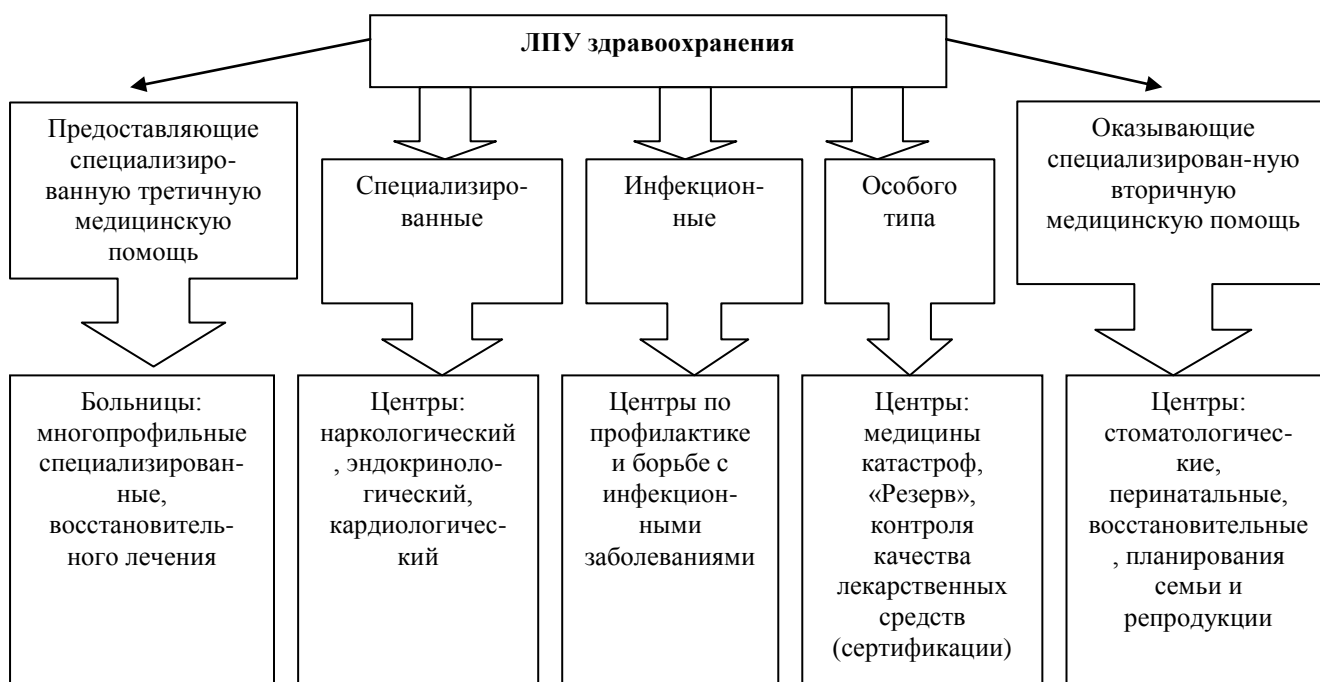 ЛПУ здравоохранения
Предоставляющие
специализиро-
ванную третичную
медицинскую
помощь
Специализиро-
ванные
Инфекцион-
ные
Особого
типа
Оказывающие
специализирован-ную
вторичную
медицинскую помощь
Больницы:
многопрофильные
специализирован-
ные,
восстановитель-
ного лечения
Центры:
наркологический
, эндокриноло-
гический,
кардиологичес-
кий
Центры по
профилактике
и борьбе с
инфекцион-
ными
заболеваниями
Центры:
медицины
катастроф,
«Резерв»,
контроля
качества
лекарственных
средств
(сертификации)
Центры:
стоматологичес-
кие,
перинатальные,
восстановительные
, планирования
семьи и
репродукции